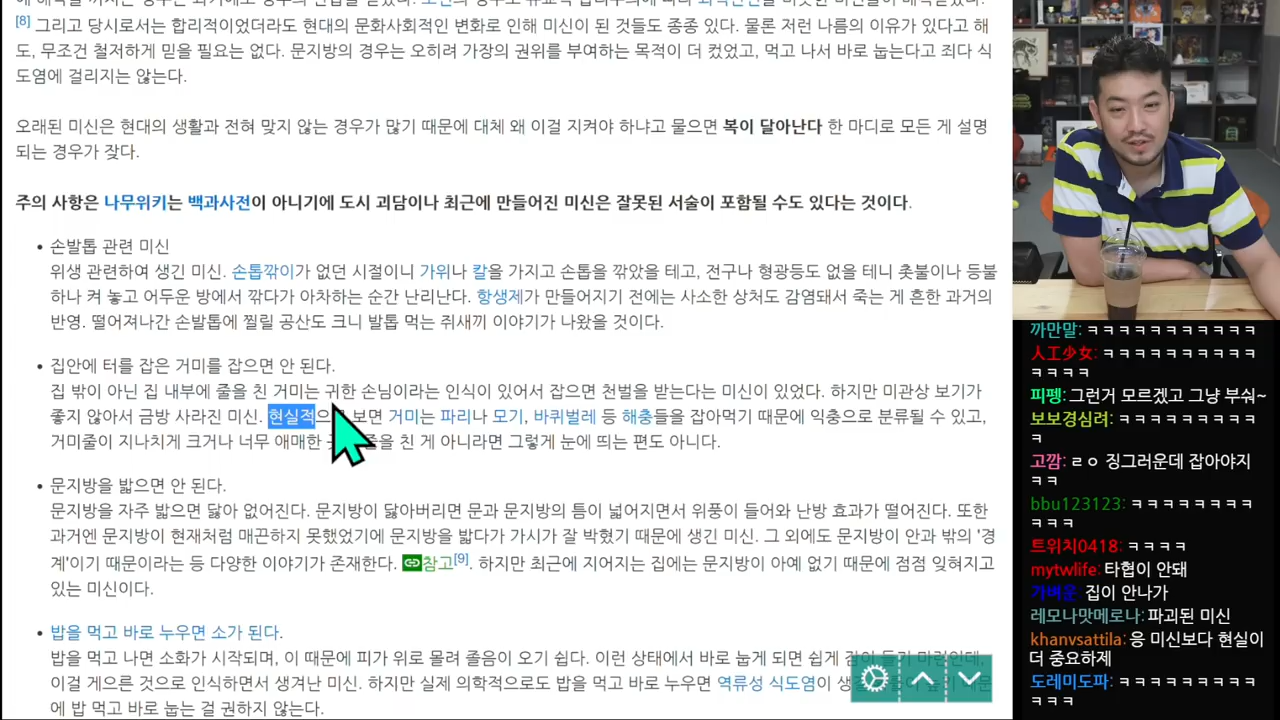 [8] 그리고 당시로서는 합리적이었더라도 현대의 문화사회적인 변화로 인해 미신이 된 것들도 종종 있다. 물론 저런 나름의 이유가 있다고 해
도, 무조건 철저하게 믿을 필요는 없다. 문지방의 경우는 오히려 가장의 권위를 부여하는 목적이 더 컸었고, 먹고 나서 바로 눕는다고 죄다 식
도염에 걸리지는 않는다.
오래된 미신은 현대의 생활과 전혀 맞지 않는 경우가 많기 때문에 대체 왜 이걸 지켜야 하냐고 물으면 복이 달아난다 한 마디로 모든 게 설명
되는 경우가 잦다.
주의 사항은 나무위키는 백과사전이 아니기에 도시 괴담이나 최근에 만들어진 미신은 잘못된 서술이 포함될 수도 있다는 것이다.
• 손발톱 관련 미신
위생 관련하여 생긴 미신. 손톱깎이가 없던 시절이니 가위나 칼을 가지고 손톱을 깎았을 테고, 전구나 형광등도 없을 테니 촛불이나 등불
하나 켜 놓고 어두운 방에서 깎다가 아차하는 순간 난리난다. 항생제가 만들어지기 전에는 사소한 상처도 감염돼서 죽는 게 흔한 과거의
반영. 떨어져나간 손발톱에 찔릴 공산도 크니 발톱 먹는 쥐새끼 이야기가 나왔을 것이다.
• 집안에 터를 잡은 거미를 잡으면 안 된다.
집 밖이 아닌 집 내부에 줄을 친 거미는 귀한 손님이라는 인식이 있어서 잡으면 천벌을 받는다는 미신이 있었다. 하지만 미관상 보기가
좋지 않아서 금방 사라진 미신. 현실적으로 보면 거미는 파리나 모기, 바퀴벌레 등 해충들을 잡아먹기 때문에 익충으로 분류될 수 있고,
거미줄이 지나치게 크거나 너무 애매한 줄을 친 게 아니라면 그렇게 눈에 띄는 편도 아니다.
• 문지방을 밟으면 안 된다.
문지방을 자주 밟으면 닳아 없어진다. 문지방이 닳아버리면 문과 문지방의 틈이 넓어지면서 위풍이 들어와 난방 효과가 떨어진다. 또한
과거엔 문지방이 현재처럼 매끈하지 못했었기에 문지방을 밟다가 가시가 잘 박혔기 때문에 생긴 미신. 그 외에도 문지방이 안과 밖의 '경
계'이기 때문이라는 등 다양한 이야기가 존재한다. 참고[9]. 하지만 최근에 지어지는 집에는 문지방이 아예 없기 때문에 점점 잊혀지고
있는 미신이다.
• 밥을 먹고 바로 누우면 소가 된다.
밥을 먹고 나면 소화가 시작되며, 이 때문에 피가 위로 몰려 졸음이 오기 쉽다. 이런 상태에서 바로 눕게 되면 쉽게 잠이 들기 마련인데,
이걸 게으른 것으로 인식하면서 생겨난 미신. 하지만 실제 의학적으로도 밥을 먹고 바로 누우면 역류성 식도염이
에 밥 먹고 바로 눕는 걸 권하지 않는다.
까만말: ㅋㅋㅋㅋㅋㅋㅋㅋㅋㅋㅋ
人工少女: ㅋㅋㅋㅋㅋㅋㅋㅋㅋㅋ
ㅋㅋㅋㅋ
피펭: 그런거 모르겠고 그냥 부숴~
보보경심려: ㅋㅋㅋㅋㅋㅋㅋㅋㅋ
ㅋ
고깜: ㄹㅇ 징그러운데 잡아야지
ㅋㅋ
bbu123123: ㅋㅋㅋㅋㅋㅋㅋㅋ
ㅋㅋㅋ
트위치0418: ㅋㅋㅋㅋ
mytwlife: 타협이 안돼
가벼운: 집이 안나가
레모나맛메로나: 파괴된 미신
khanvsattila: 응 미신보다 현실이
더 중요하제
도레미도파: ㅋㅋㅋㅋㅋㅋㅋㅋㅋ
ㅋㅋㅋ